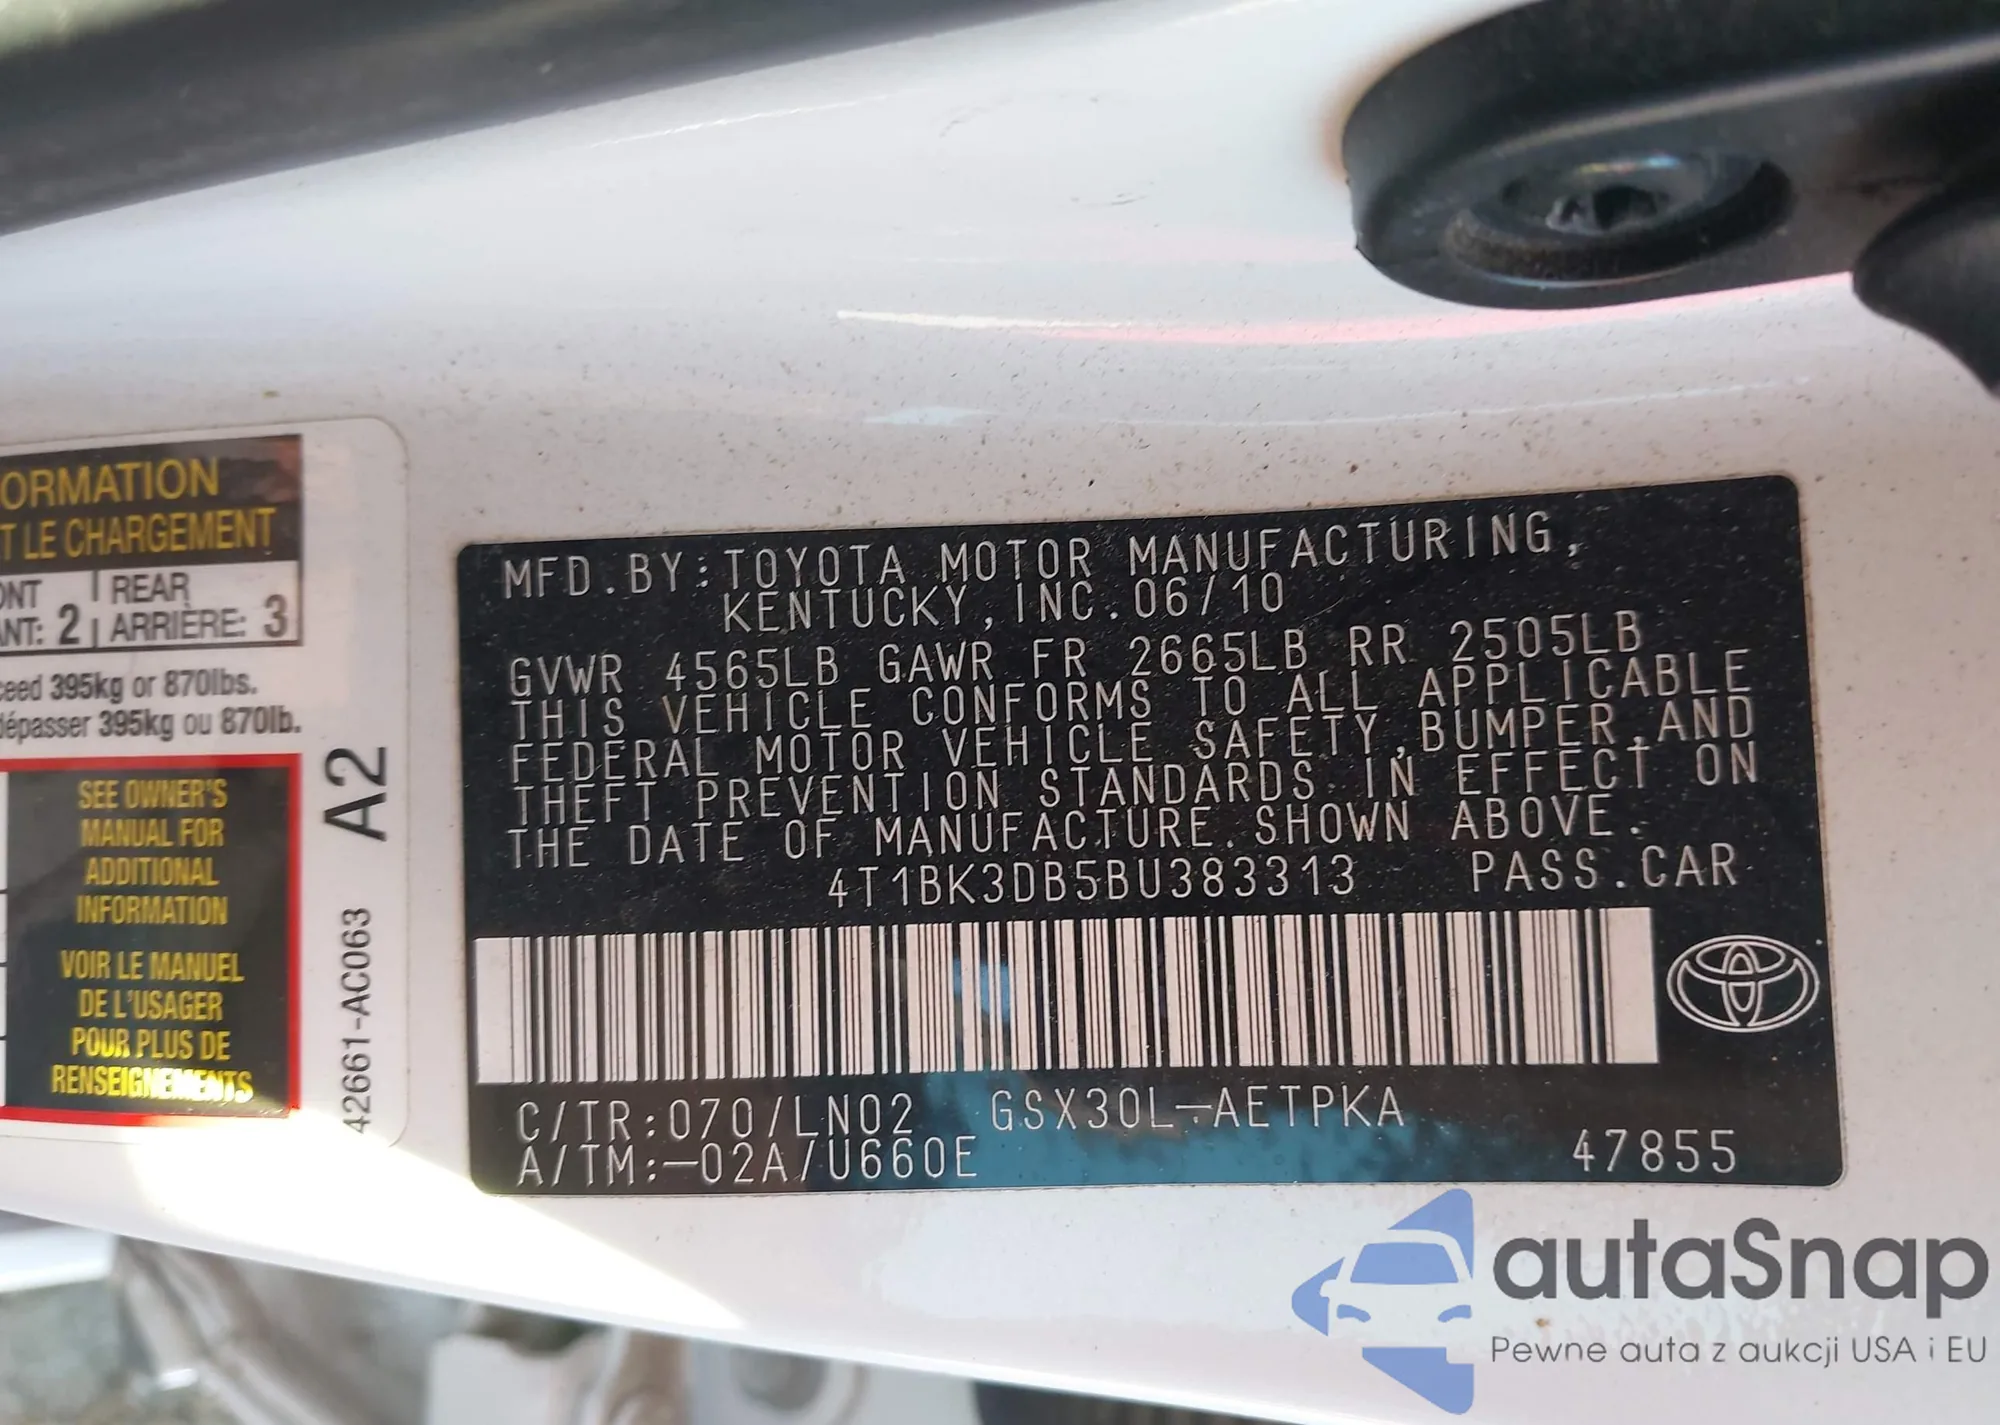 ORMATION
T LE CHARGEMENT
ONT | REAR
ANT: 2 | ARRIÈRE: 3
ceed 395kg or 870lbs.
dépasser 395kg ou 870lb.
SEE OWNER'S
MANUAL FOR
ADDITIONAL
INFORMATION
VOIR LE MANUEL
DE L'USAGER
POUR PLUS DE
RENSEIGNEMENTS
42661-AC063 A2
MFD.BY:TOYOTA MOTOR MANUFACTURING,
KENTUCKY,INC.06/10
GVWR 4565LB GAWR FR 2665LB RR 2505LB
THIS VEHICLE CONFORMS TO ALL APPLICABLE
FEDERAL MOTOR VEHICLE SAFETY,BUMPER,AND
THEFT PREVENTION STANDARDS IN EFFECT ON
THE DATE OF MANUFACTURE SHOWN ABOVE.
4T1BK3DB5BU383313 PASS.CAR
C/TR:070/LN02 GSX30L-AETPKA
A/TM:-02A/U660E 47855
autaSnap
Pewne auta z aukcji USA i EU